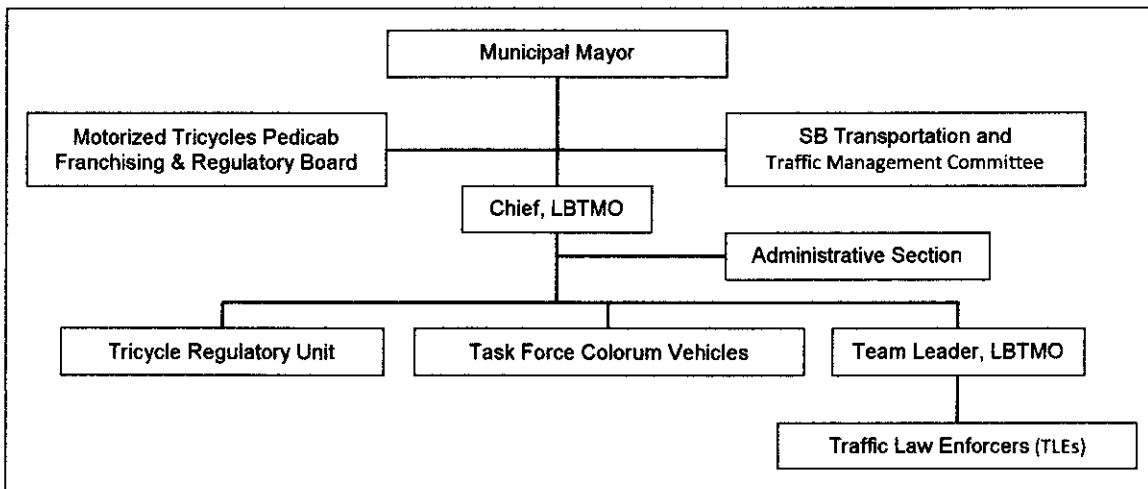 Municipal Mayor
Motorized Tricycles Pedicab
Franchising & Regulatory Board
SB Transportation and
Traffic Management Committee
Chief, LBTMO
Administrative Section
Tricycle Regulatory Unit
Task Force Colorum Vehicles
Team Leader, LBTMO
Traffic Law Enforcers (TLEs)